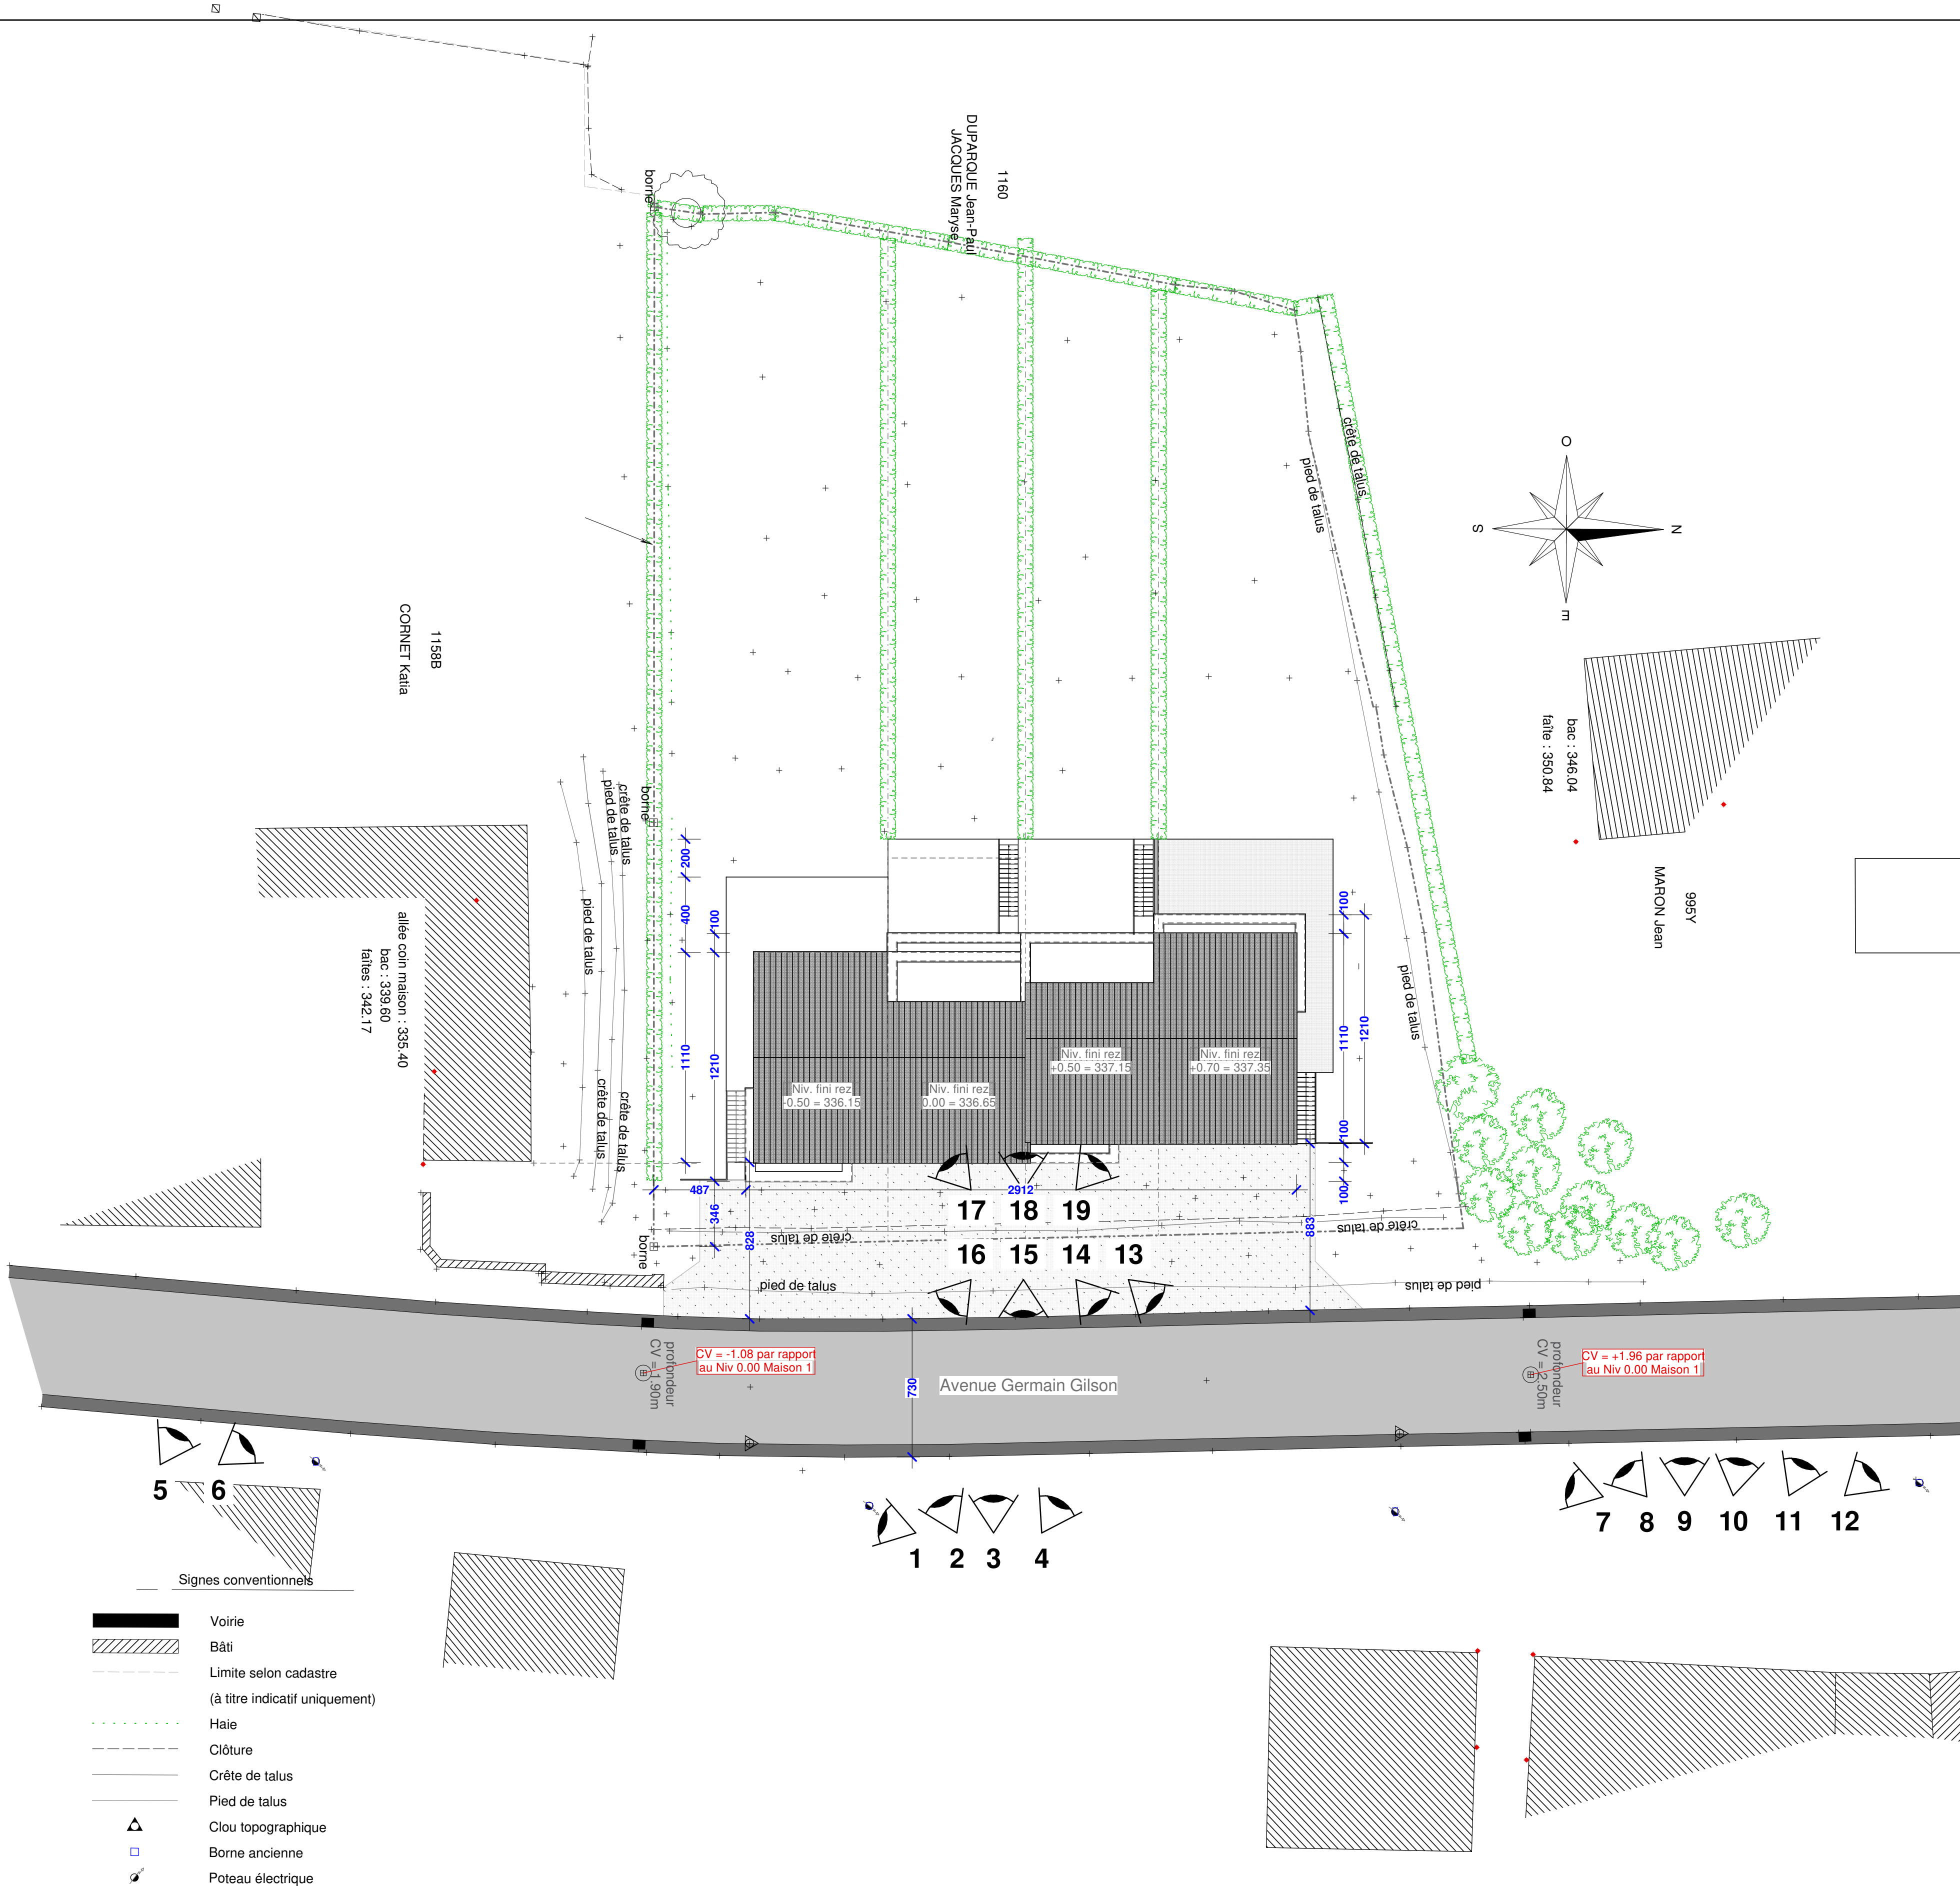 1160
DUPARQUE Jean-Paul
JACQUES Maryse
borne
crête de talus
pied de talus
O
S
N
E
1158B
CORNET Katia
bac : 346.04
faîte : 350.84
995Y
MARON Jean
borne
crête de talus
pied de talus
pied de talus
crête de talus
crête de talus
allée coin maison : 335.40
bac : 339.60
faîtes : 342.17
pied de talus
200
400
100
1110
1210
100
1110
1210
100
100
Niv. fini rez
-0.50 = 336.15
Niv. fini rez
0.00 = 336.65
Niv. fini rez
+0.50 = 337.15
Niv. fini rez
+0.70 = 337.35
487
2912
346
828
883
17
18
19
16
15
14
13
borne
crête de talus
crête de talus
pied de talus
pied de talus
profondeur
CV = 1.90m
CV = -1.08 par rapport
au Niv 0.00 Maison 1
730
Avenue Germain Gilson
profondeur
CV = 2.50m
CV = +1.96 par rapport
au Niv 0.00 Maison 1
5
6
1
2
3
4
7
8
9
10
11
12
Signes conventionnels
Voirie
Bâti
Limite selon cadastre
(à titre indicatif uniquement)
Haie
Clôture
Crête de talus
Pied de talus
Clou topographique
Borne ancienne
Poteau électrique